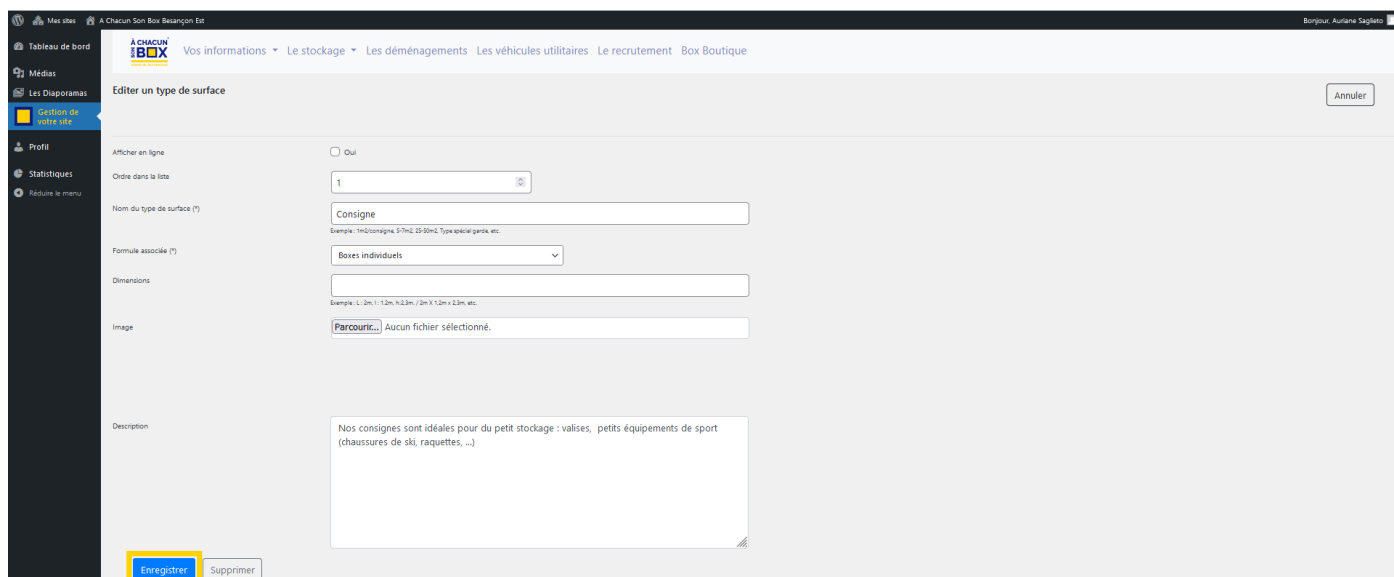 Mes sites A Chacun Son Box Besançon Est Bonjour, Auriane Saglieto
Tableau de bord
Médias
Les Diaporamas
Gestion de
votre site
Profil
Statistiques
Réduire le menu
À CHACUN
SON BOX
Vos informations Le stockage Les déménagements Les véhicules utilitaires Le recrutement Box Boutique
Editer un type de surface
Annuler
Afficher en ligne Oui
Ordre dans la liste 1
Nom du type de surface (*) Consigne
Exemple : 1m2/consigne, 5-7m2, 25-50m2, Type spécial garde, etc.
Formule associée (*) Boxes individuels
Dimensions
Exemple : L : 2m, l : 1,2m, h:2,3m. / 2m X 1,2m x 2,3m, etc.
Image Parcourir... Aucun fichier sélectionné.
Description Nos consignes sont idéales pour du petit stockage : valises, petits équipements de sport
(chaussures de ski, raquettes, ...)
Enregistrer Supprimer